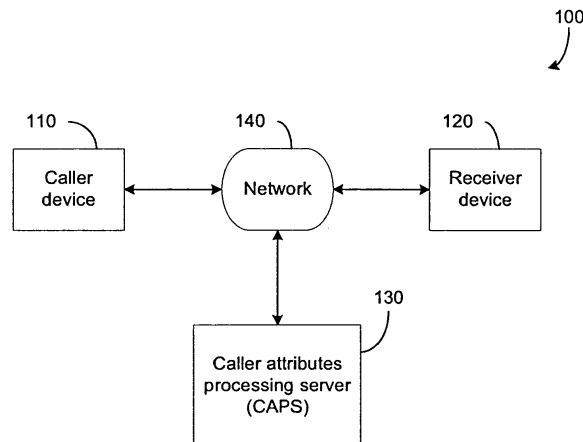 100
110
140
120
Caller
device
Network
Receiver
device
130
Caller attributes
processing server
(CAPS)